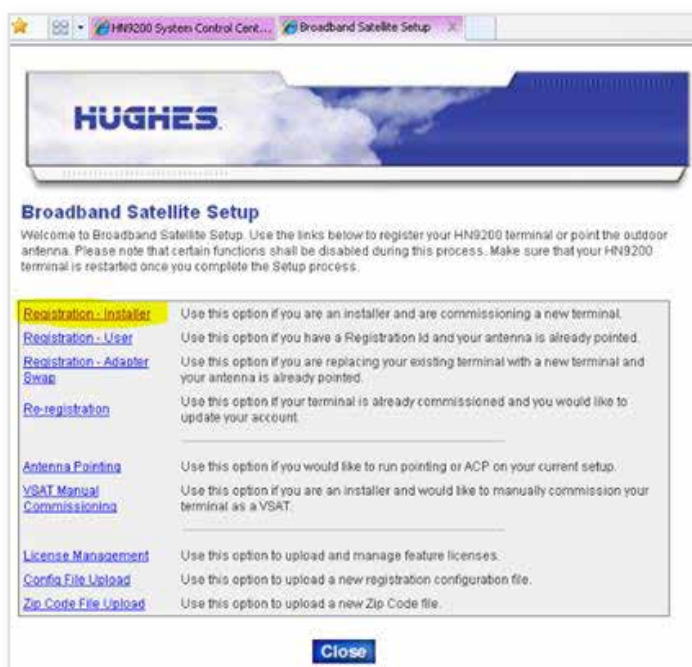 HN9200 System Control Cent...
Broadband Satellite Setup
X
HUGHES.
Broadband Satellite Setup
Welcome to Broadband Satellite Setup. Use the links below to register your HN9200 terminal or point the outdoor
antenna. Please note that certain functions shall be disabled during this process. Make sure that your HN9200
terminal is restarted once you complete the Setup process.
Registration - Installer Use this option if you are an installer and are commissioning a new terminal.
Registration - User Use this option if you have a Registration Id and your antenna is already pointed.
Registration - Adapter Use this option if you are replacing your existing terminal with a new terminal and
Swap your antenna is already pointed.
Re-registration Use this option if your terminal is already commissioned and you would like to
update your account.
Antenna Pointing Use this option if you would like to run pointing or ACP on your current setup.
VSAT Manual Use this option if you are an installer and would like to manually commission your
Commissioning terminal as a VSAT.
License Management Use this option to upload and manage feature licenses.
Config File Upload Use this option to upload a new registration configuration file.
Zip Code File Upload Use this option to upload a new Zip Code file.
Close